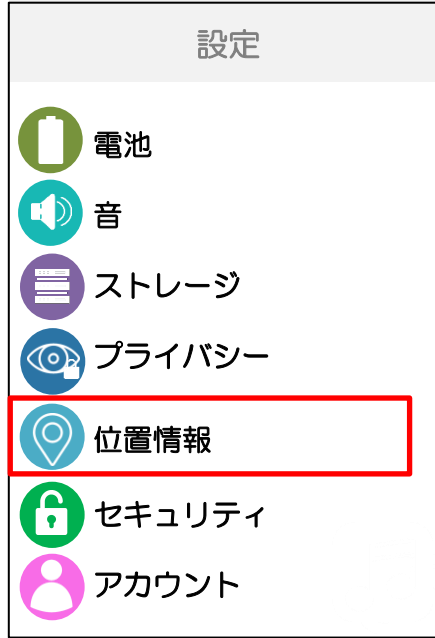 設定
電池
音
ストレージ
プライバシー
位置情報
セキュリティ
アカウント